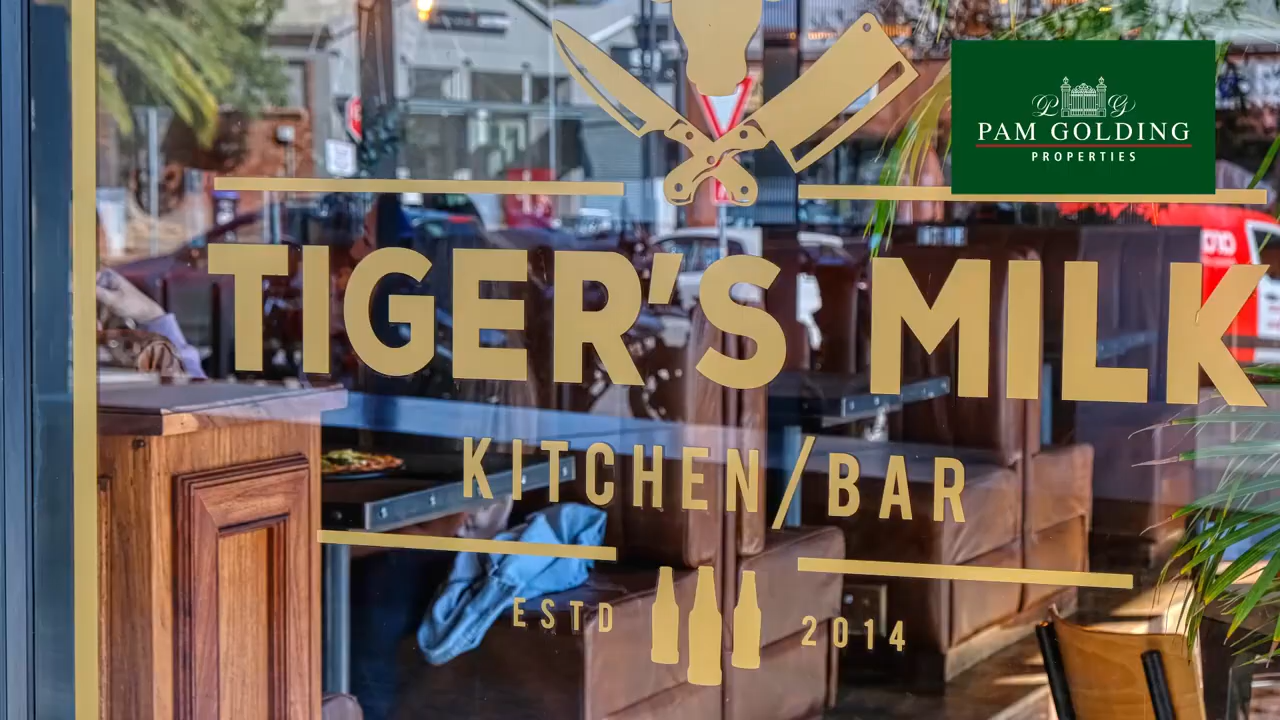 P G
PAM GOLDING
PROPERTIES
TIGER'S MILK
KITCHEN/BAR
ESTD 2014